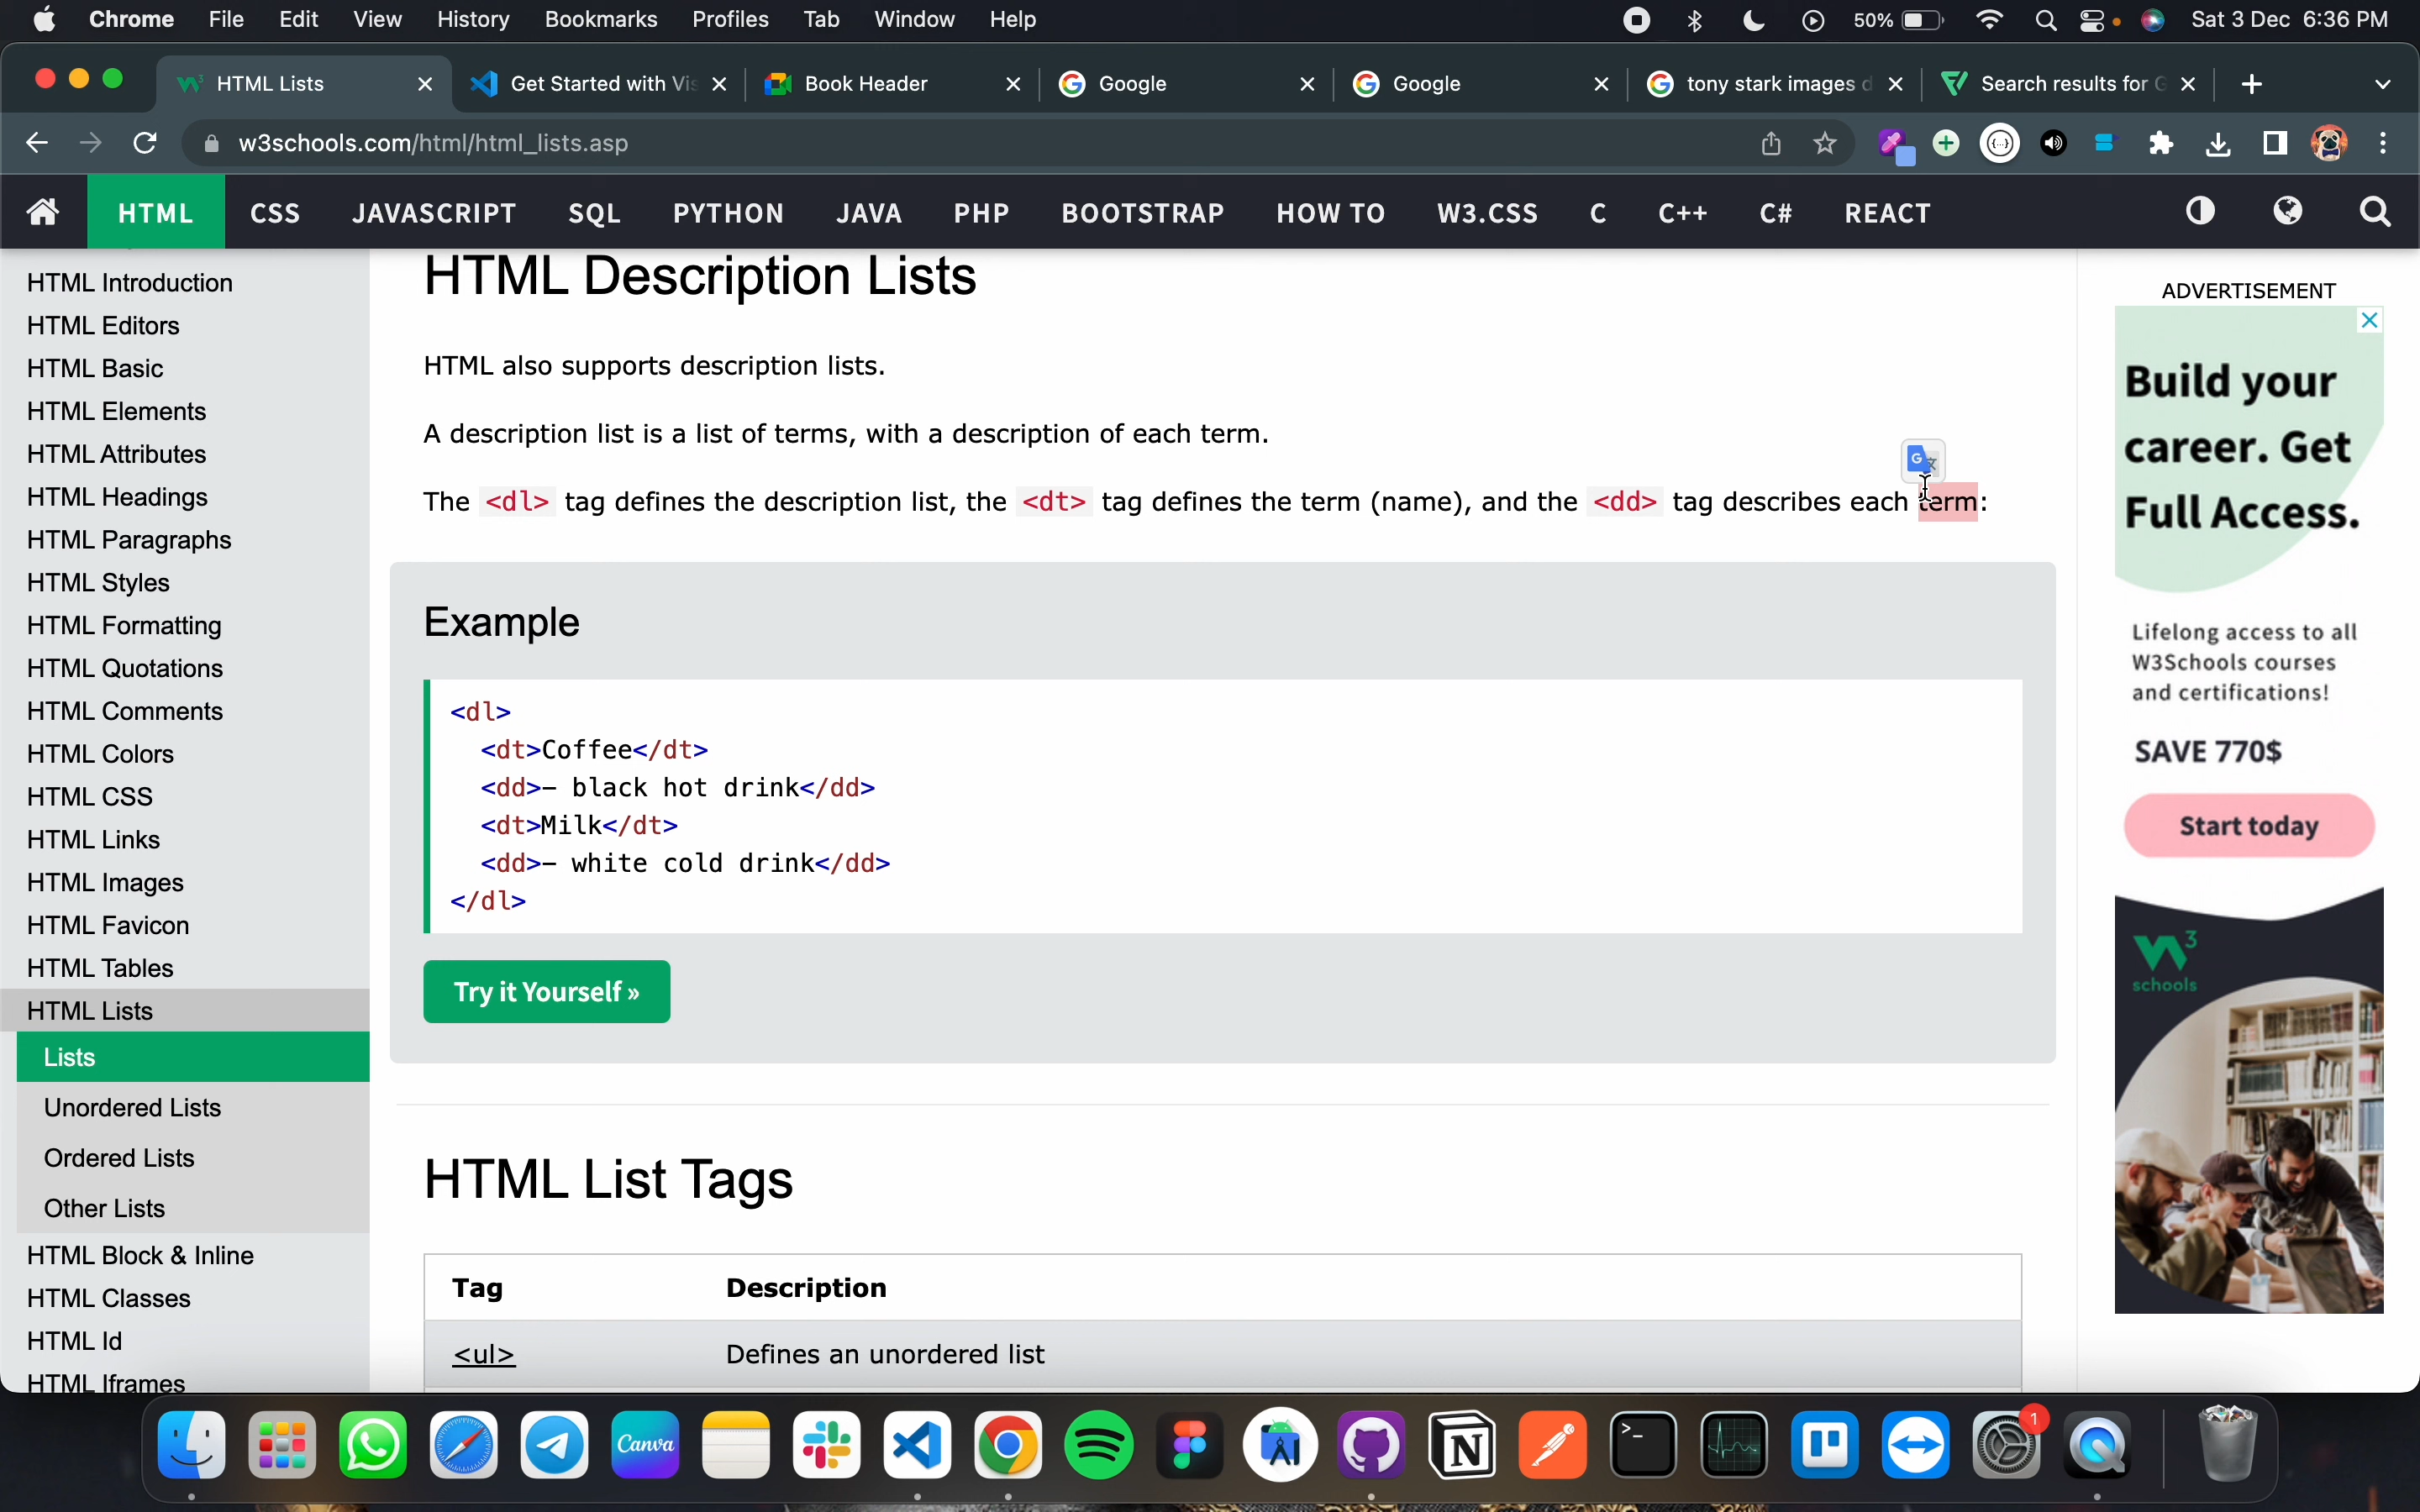 Chrome File Edit View History Bookmarks Profiles Tab Window Help 50% Sat 3 Dec 6:36 PM
HTML Lists Get Started with Vis Book Header Google Google tony stark images d Search results for G
w3schools.com/html/html_lists.asp
HTML CSS JAVASCRIPT SQL PYTHON JAVA PHP BOOTSTRAP HOW TO W3.CSS C C++ C# REACT
HTML Introduction
HTML Editors
HTML Basic
HTML Elements
HTML Attributes
HTML Headings
HTML Paragraphs
HTML Styles
HTML Formatting
HTML Quotations
HTML Comments
HTML Colors
HTML CSS
HTML Links
HTML Images
HTML Favicon
HTML Tables
HTML Lists
Lists
Unordered Lists
Ordered Lists
Other Lists
HTML Block & Inline
HTML Classes
HTML Id
HTML Iframes
HTML Description Lists
HTML also supports description lists.
A description list is a list of terms, with a description of each term.
The <dl> tag defines the description list, the <dt> tag defines the term (name), and the <dd> tag describes each term:
Example
<dl>
<dt>Coffee</dt>
<dd>- black hot drink</dd>
<dt>Milk</dt>
<dd>- white cold drink</dd>
</dl>
Try it Yourself »
HTML List Tags
Tag Description
<ul> Defines an unordered list
ADVERTISEMENT
Build your
career. Get
Full Access.
Lifelong access to all
W3Schools courses
and certifications!
SAVE 770$
Start today
W3
schools
Canva
1